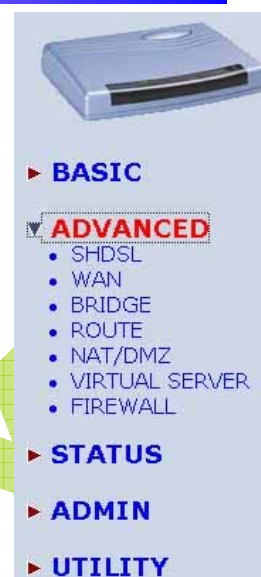 BASIC
ADVANCED
SHDSL
WAN
BRIDGE
ROUTE
NAT/DMZ
VIRTUAL SERVER
FIREWALL
STATUS
ADMIN
UTILITY